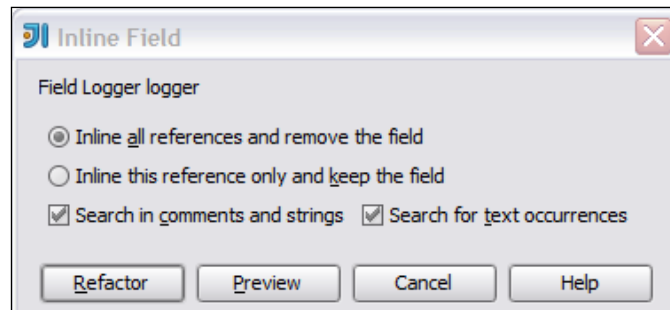 Inline Field
Field Logger logger
Inline all references and remove the field
Inline this reference only and keep the field
Search in comments and strings Search for text occurrences
Refactor Preview Cancel Help